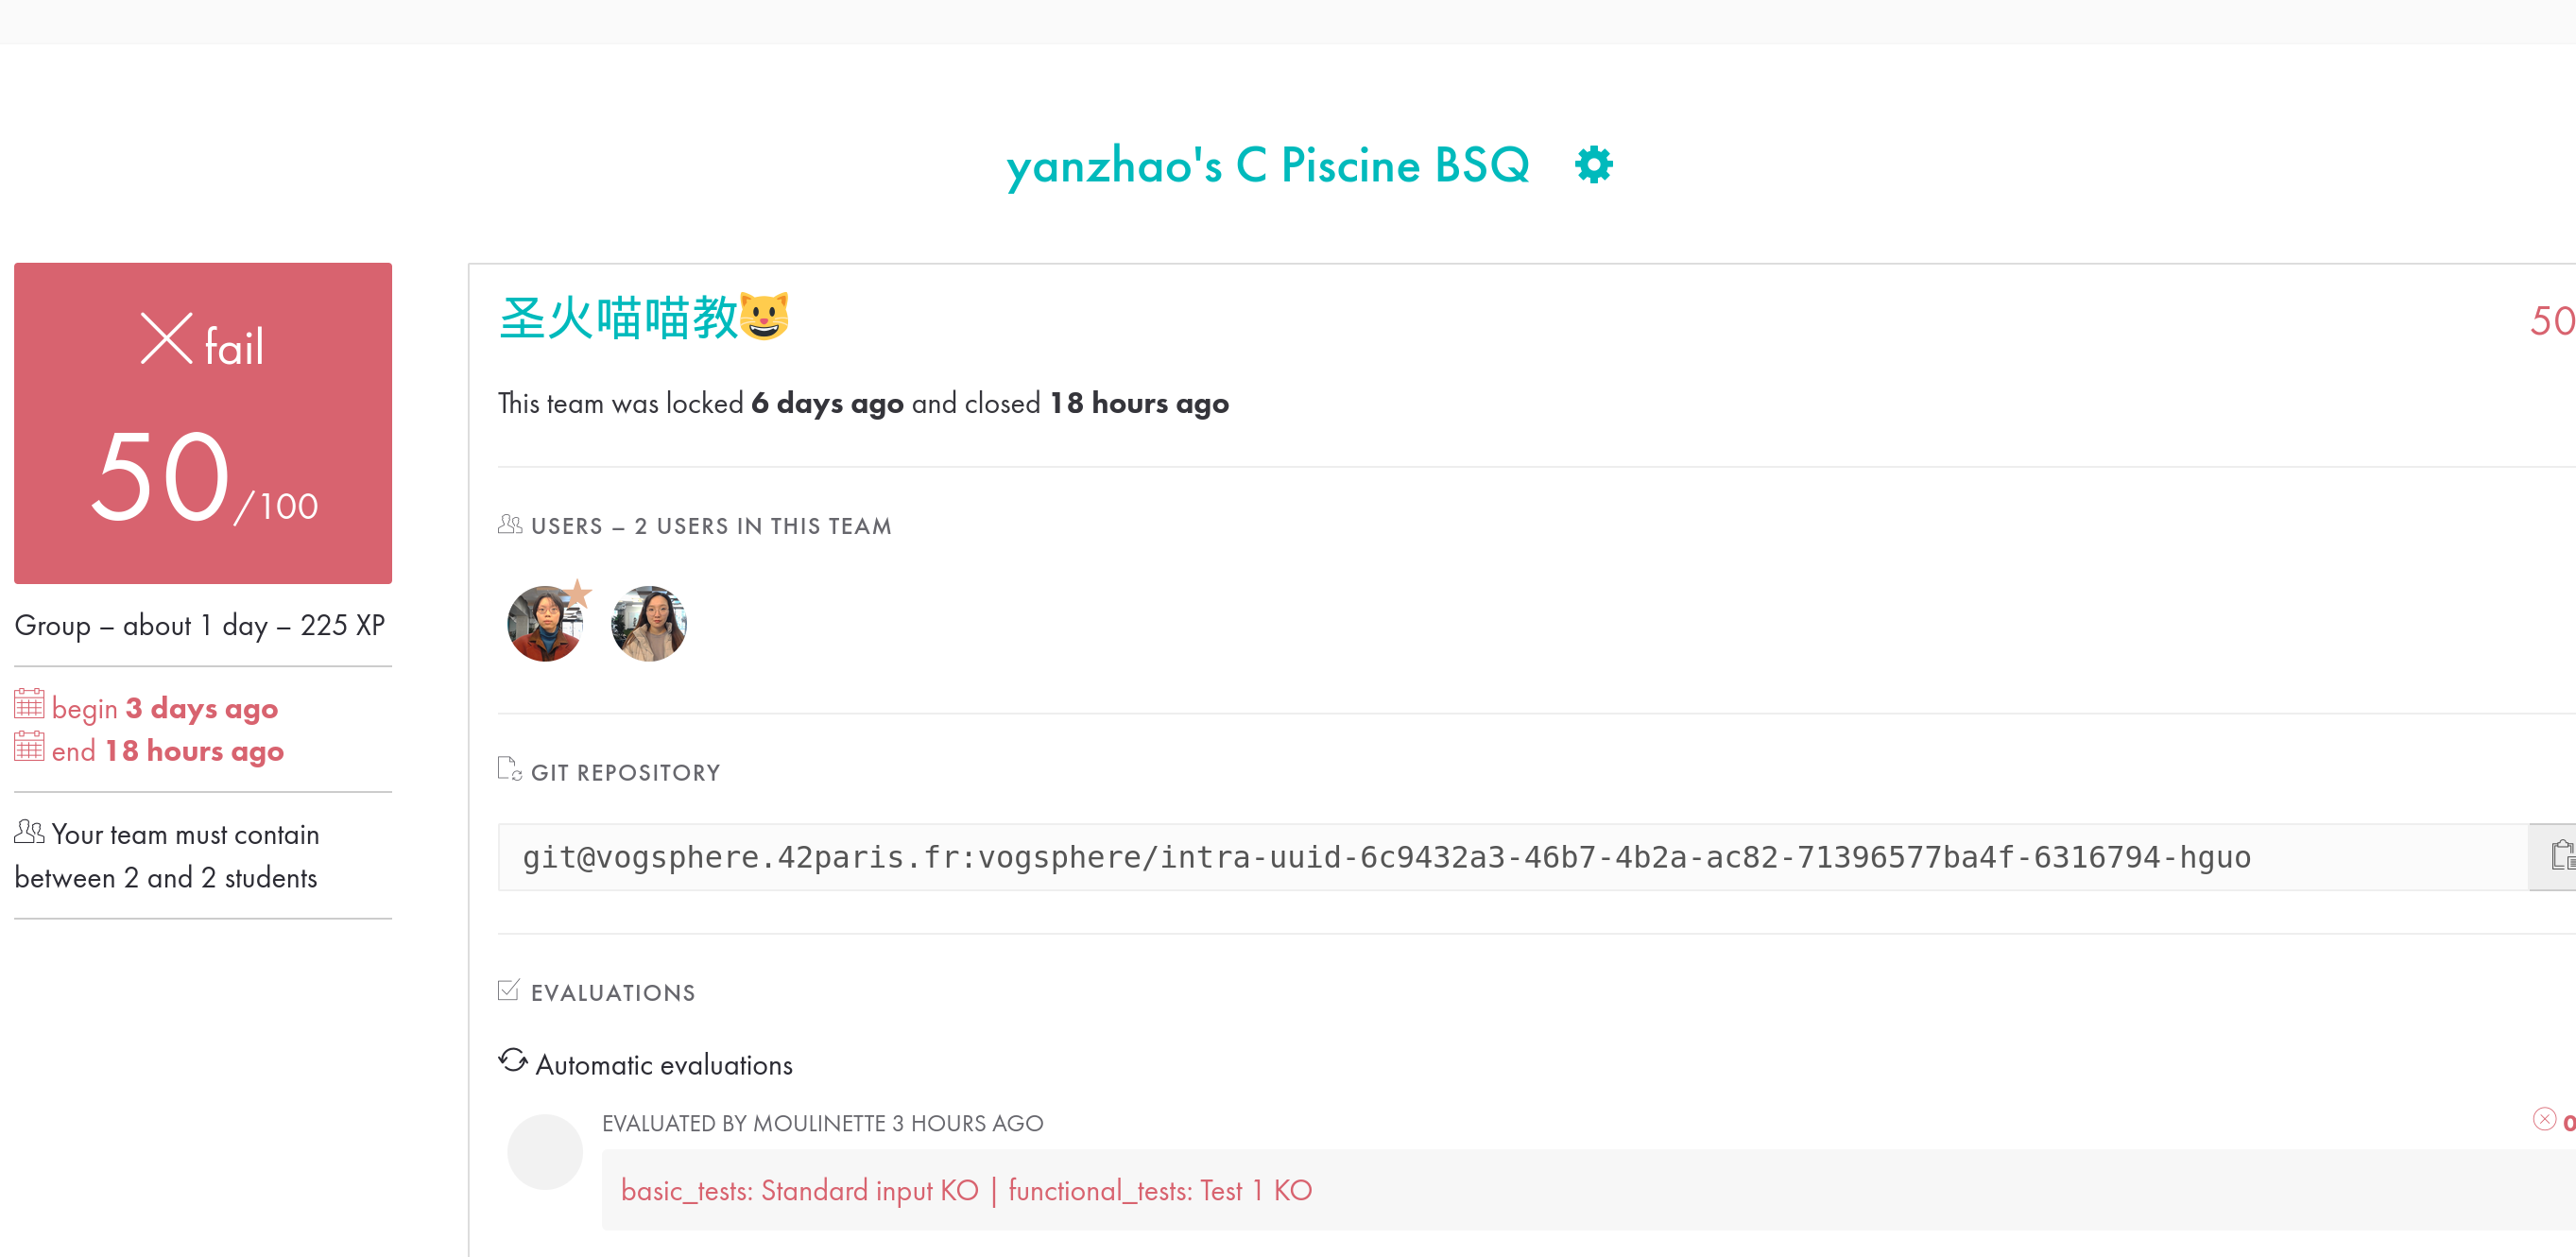 yanzhao's C Piscine BSQ
fail
50/100
Group – about 1 day – 225 XP
begin 3 days ago
end 18 hours ago
Your team must contain
between 2 and 2 students
圣火喵喵教😺
50
This team was locked 6 days ago and closed 18 hours ago
USERS – 2 USERS IN THIS TEAM
GIT REPOSITORY
git@vogsphere.42paris.fr:vogsphere/intra-uuid-6c9432a3-46b7-4b2a-ac82-71396577ba4f-6316794-hguo
EVALUATIONS
Automatic evaluations
EVALUATED BY MOULINETTE 3 HOURS AGO
0
basic_tests: Standard input KO | functional_tests: Test 1 KO